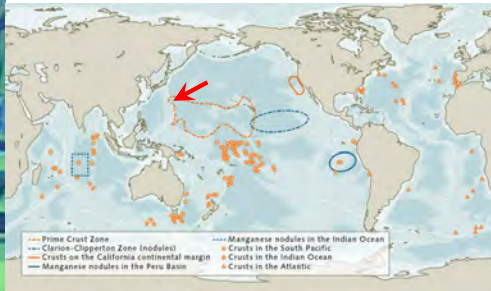 Prime Crust Zone
Clarion-Clipperton Zone (nodules)
Crusts on the California continental margin
Manganese nodules in the Peru Basin
Manganese nodules in the Indian Ocean
Crusts in the South Pacific
Crusts in the Indian Ocean
Crusts in the Atlantic